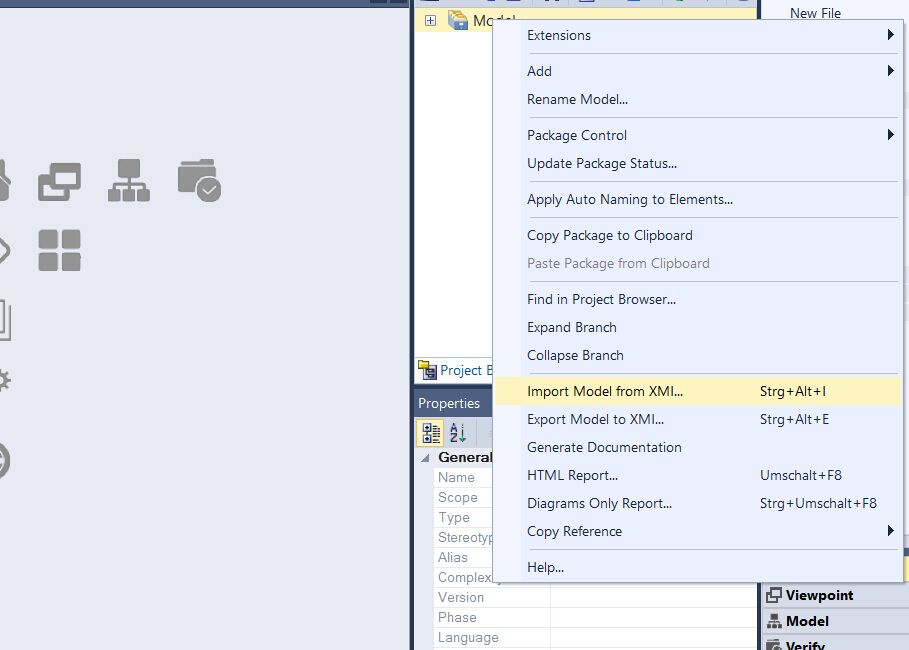 New File
Model
Extensions
Add
Rename Model...
Package Control
Update Package Status...
Apply Auto Naming to Elements...
Copy Package to Clipboard
Paste Package from Clipboard
Find in Project Browser...
Expand Branch
Collapse Branch
Project B
Import Model from XMI... Strg+Alt+I
Properties
Export Model to XMI... Strg+Alt+E
Generate Documentation
General
HTML Report... Umschalt+F8
Name
Scope
Diagrams Only Report... Strg+Umschalt+F8
Type
Copy Reference
Stereotyp
Alias
Help...
Complex
Version
Viewpoint
Phase
Model
Language
Verify